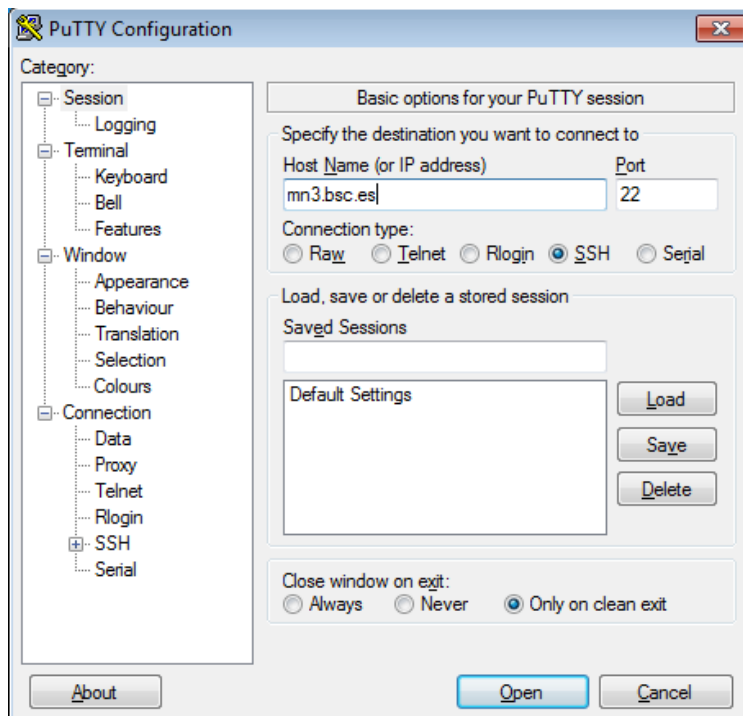 PuTTY Configuration
Category:
Session
Logging
Terminal
Keyboard
Bell
Features
Window
Appearance
Behaviour
Translation
Selection
Colours
Connection
Data
Proxy
Telnet
Rlogin
SSH
Serial
Basic options for your PuTTY session
Specify the destination you want to connect to
Host Name (or IP address) Port
mn3.bsc.es 22
Connection type:
Raw Telnet Rlogin SSH Serial
Load, save or delete a stored session
Saved Sessions
Default Settings
Load
Save
Delete
Close window on exit:
Always Never Only on clean exit
About Open Cancel